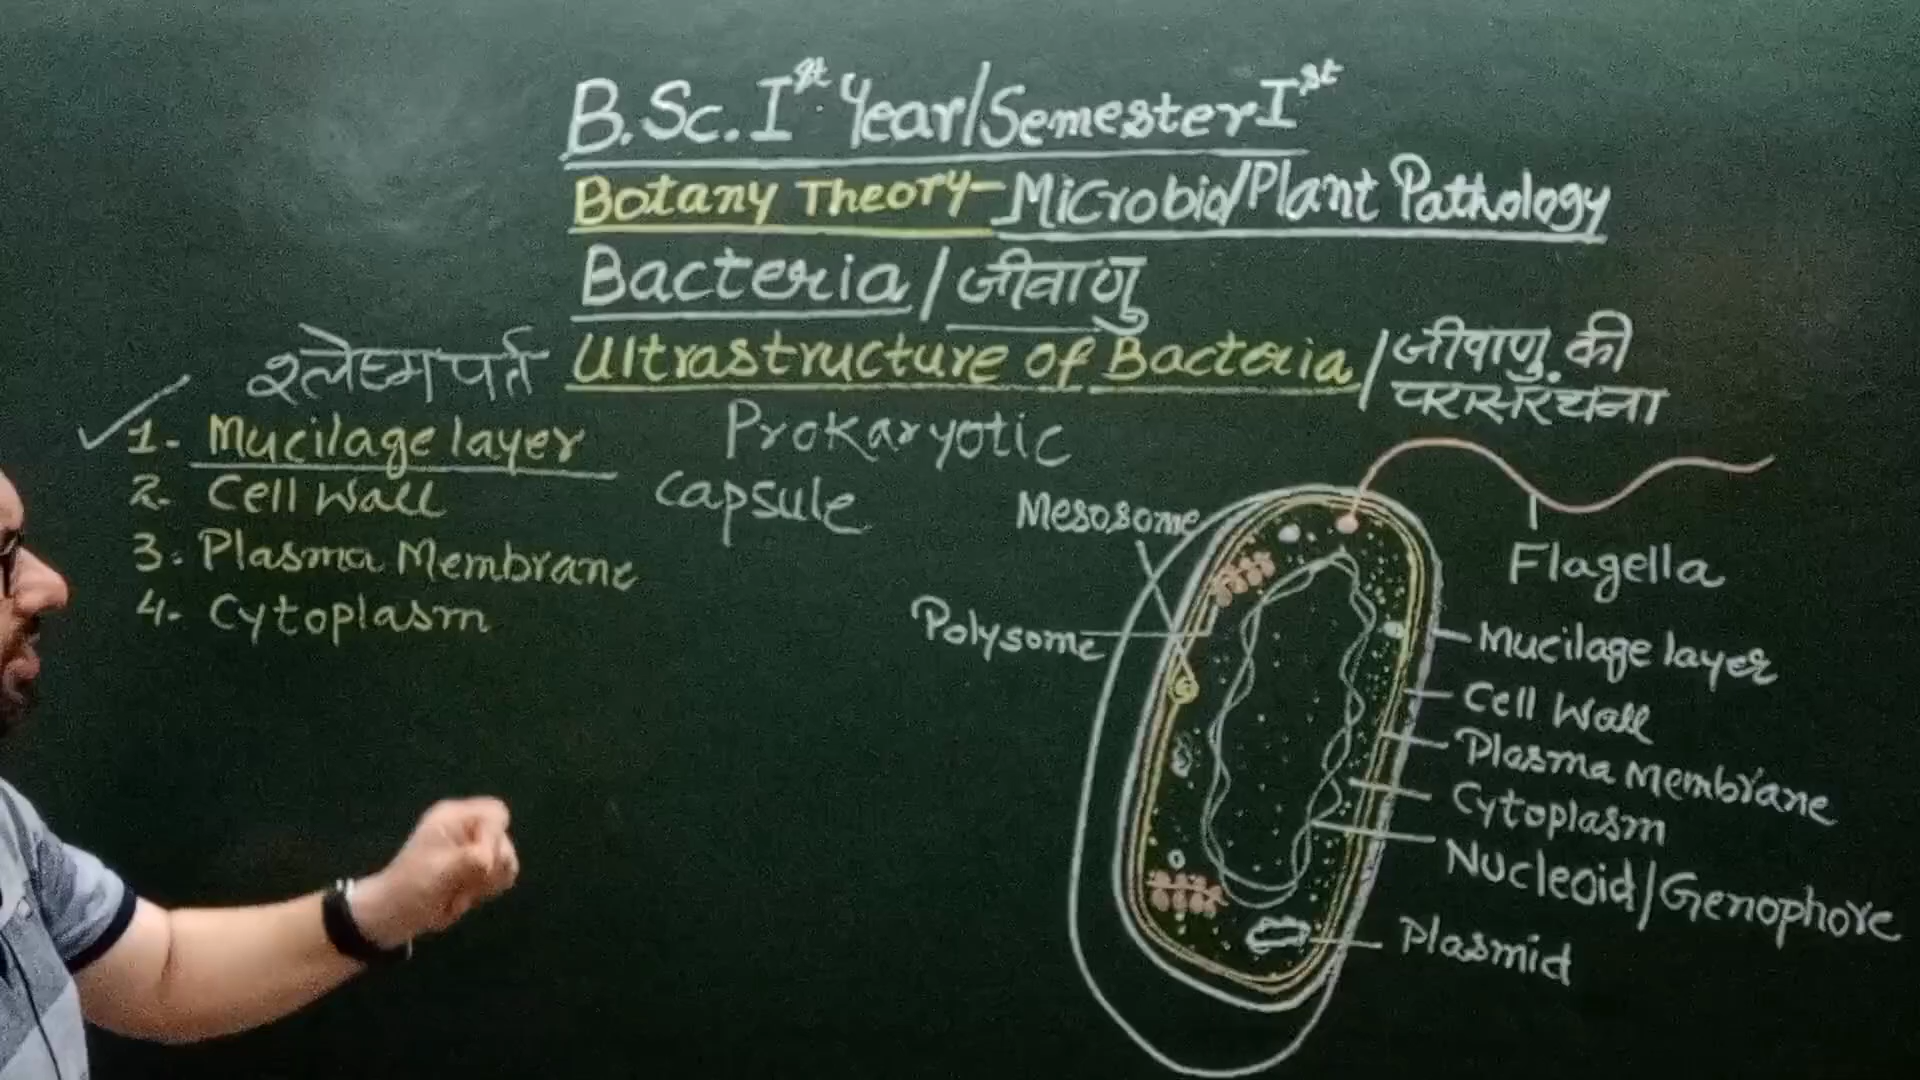 B.Sc. Ist Year/Semester Ist
Botany Theory- Microbio/Plant Pathology
Bacteria / जीवाणु
Ultrastructure of Bacteria / जीवाणु की
परासंरचना
श्लेष्म पर्त
1- Mucilage layer
2- Cell Wall
3- Plasma Membrane
4- Cytoplasm
Prokaryotic
Capsule
Mesosome
Polysome
Flagella
Mucilage layer
Cell Wall
Plasma Membrane
Cytoplasm
Nucleoid/Genophore
Plasmid